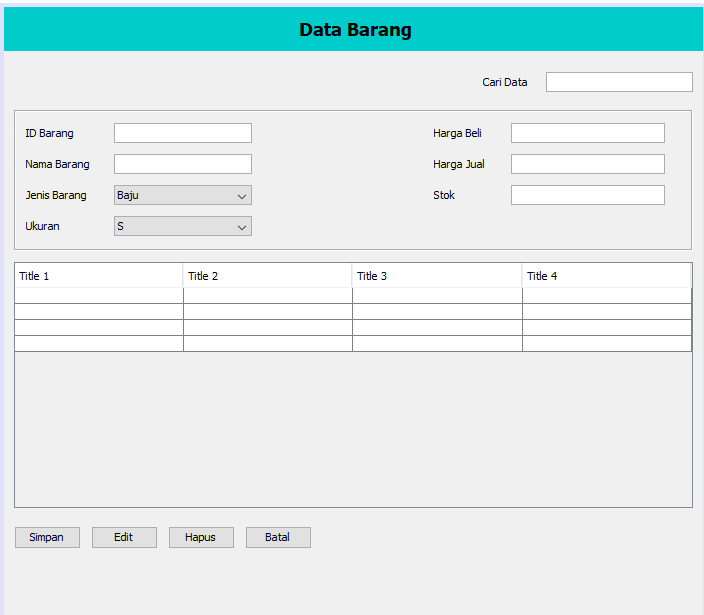 Data Barang
Cari Data
ID Barang
Harga Beli
Nama Barang
Harga Jual
Jenis Barang
Baju
Stok
Ukuran
S
Title 1 Title 2 Title 3 Title 4
Simpan Edit Hapus Batal